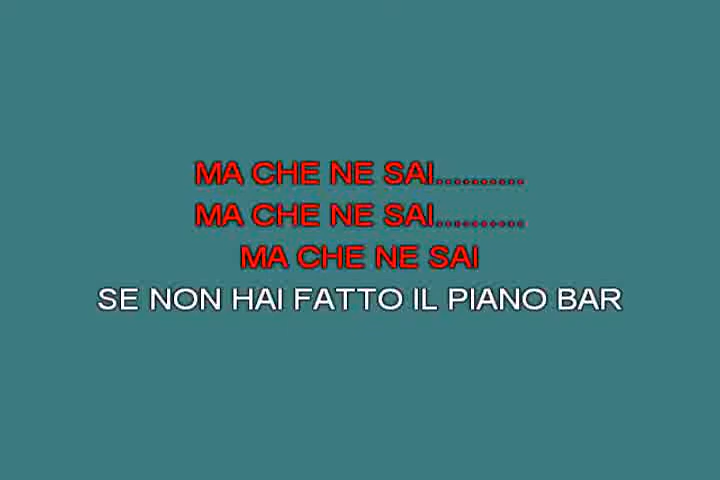 MA CHE NE SAI..........
MA CHE NE SAI..........
MA CHE NE SAI
SE NON HAI FATTO IL PIANO BAR